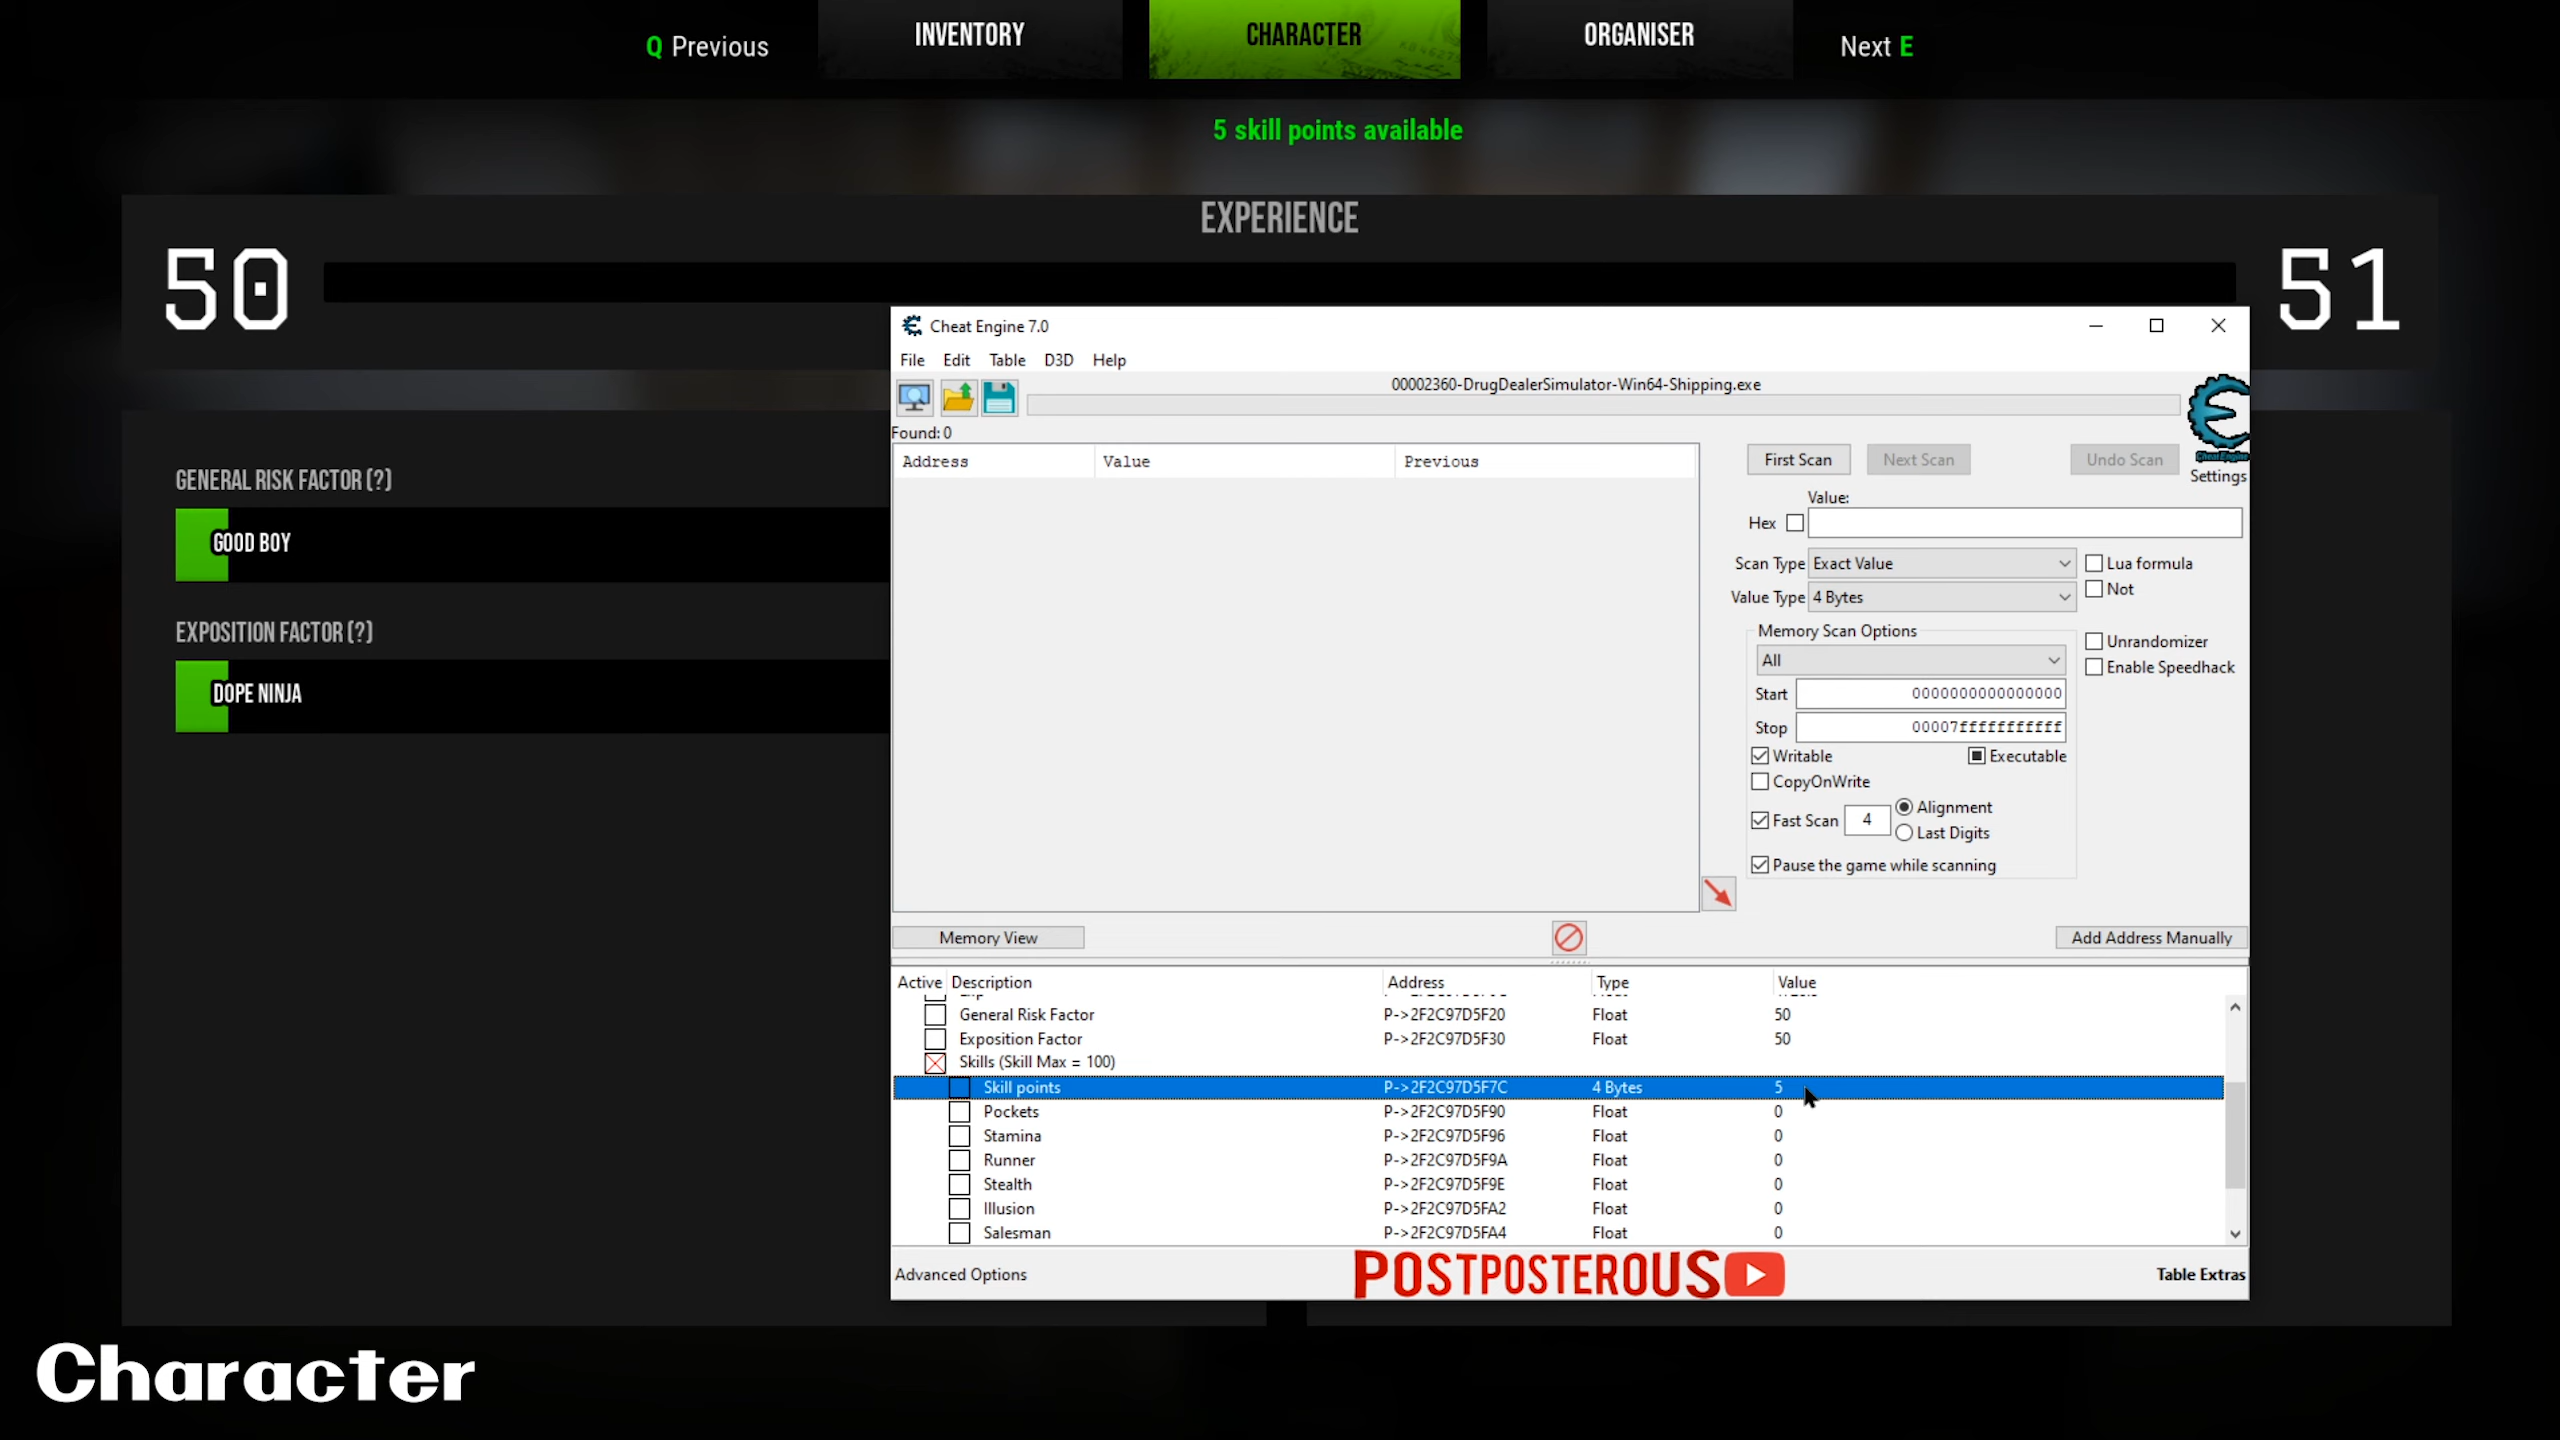 Q Previous
INVENTORY
CHARACTER
ORGANISER
Next E
5 skill points available
EXPERIENCE
50
51
Cheat Engine 7.0
File Edit Table D3D Help
00002360-DrugDealerSimulator-Win64-Shipping.exe
Found: 0
Address Value Previous
First Scan Next Scan Undo Scan
Cheat Engine
Settings
Value:
Hex
Scan Type Exact Value Lua formula
Value Type 4 Bytes Not
Memory Scan Options
All
Unrandomizer
Enable Speedhack
Start 0000000000000000
Stop 00007fffffffffff
Writable Executable
CopyOnWrite
Fast Scan 4 Alignment
Last Digits
Pause the game while scanning
Memory View
Add Address Manually
GENERAL RISK FACTOR (?)
GOOD BOY
EXPOSITION FACTOR (?)
DOPE NINJA
Active Description Address Type Value
General Risk Factor P->2F2C97D5F20 Float 50
Exposition Factor P->2F2C97D5F30 Float 50
Skills (Skill Max = 100)
Skill points P->2F2C97D5F7C 4 Bytes 5
Pockets P->2F2C97D5F90 Float 0
Stamina P->2F2C97D5F96 Float 0
Runner P->2F2C97D5F9A Float 0
Stealth P->2F2C97D5F9E Float 0
Illusion P->2F2C97D5FA2 Float 0
Salesman P->2F2C97D5FA4 Float 0
Advanced Options
POSTPOSTEROUS
Table Extras
Character